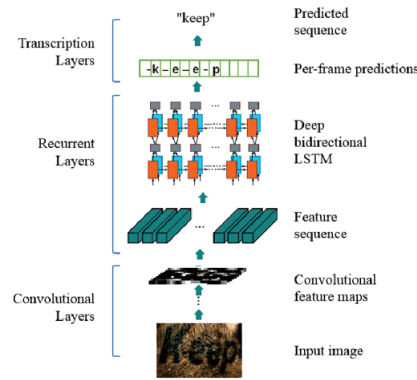 "keep"
Predicted sequence
Transcription Layers
-k-e-e-p
Per-frame predictions
Recurrent Layers
...
...
Deep bidirectional LSTM
...
Feature sequence
Convolutional Layers
Convolutional feature maps
Keep
Input image